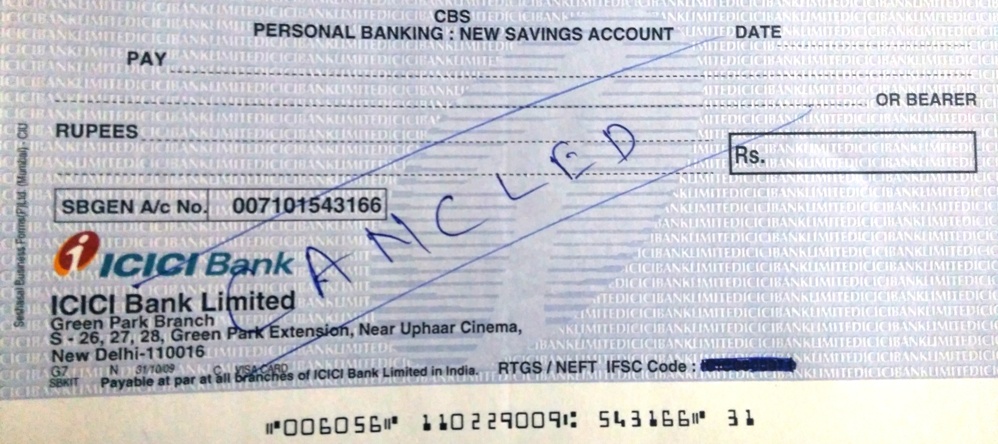 CBS
PERSONAL BANKING : NEW SAVINGS ACCOUNT
DATE
PAY
OR BEARER
RUPEES
Rs.
SBGEN A/c No. 007101543166
CANCLED
ICICI Bank
ICICI Bank Limited
Green Park Branch
S - 26, 27, 28, Green Park Extension, Near Uphaar Cinema,
New Delhi-110016
G7 N 31/10/09 C VISA CARD
SBKIT Payable at par at all branches of ICICI Bank Limited in India. RTGS / NEFT IFSC Code :
Seshasai Business Forms(P)Ltd. (Mumbai) - CIU
⑈006056⑈ 110229009⑆ 543166⑈ 31